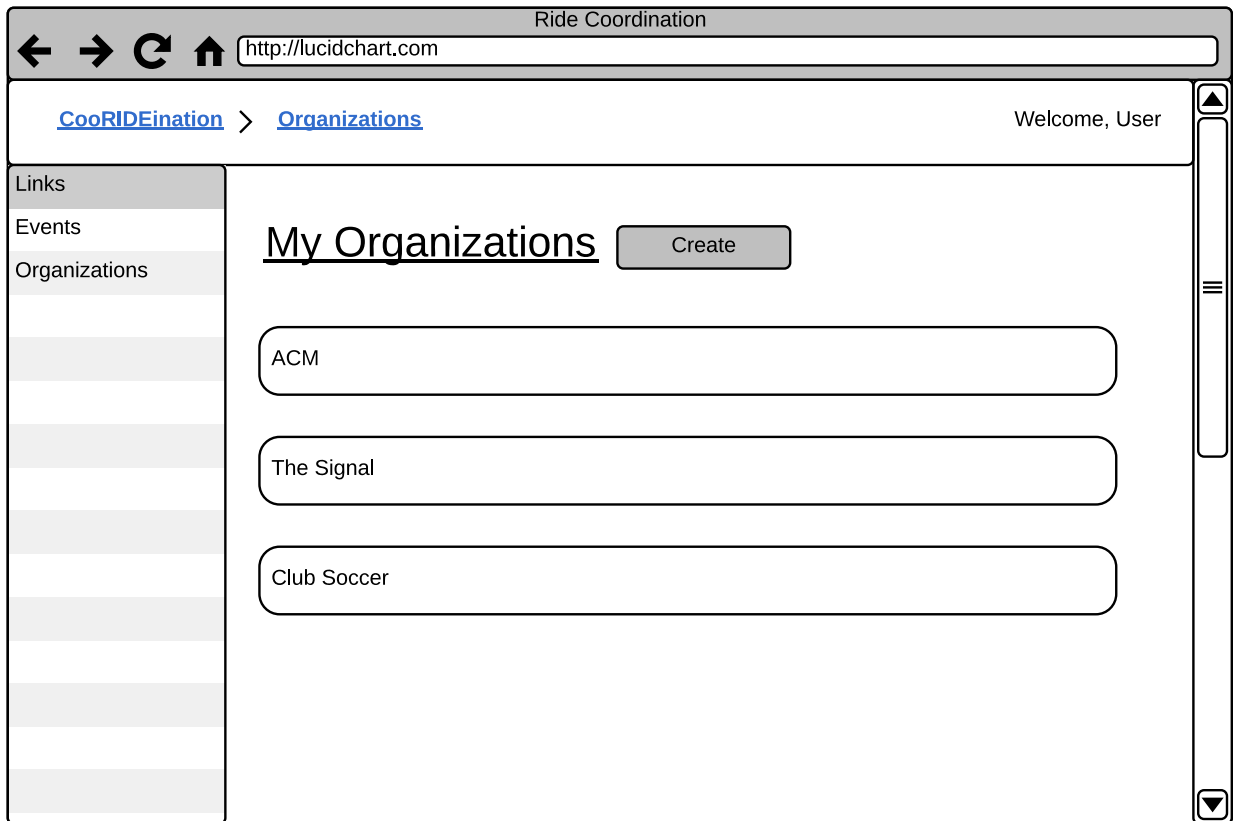 Ride Coordination
http://lucidchart.com
CooRIDEination > Organizations
Welcome, User
Links
Events
Organizations
My Organizations
Create
ACM
The Signal
Club Soccer